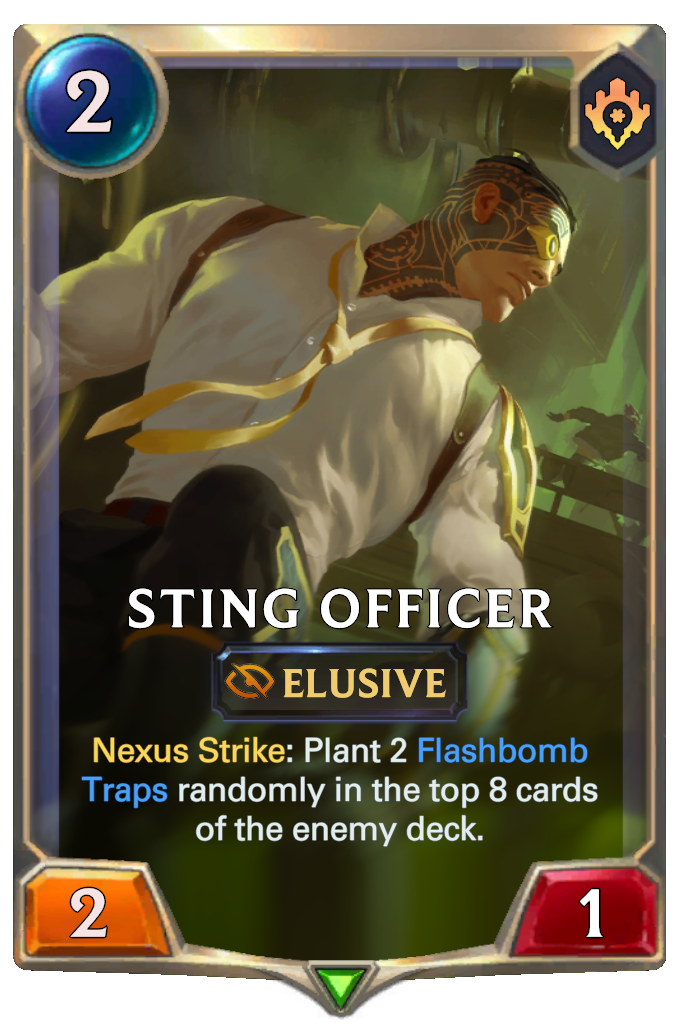 2
STING OFFICER
ELUSIVE
Nexus Strike: Plant 2 Flashbomb
Traps randomly in the top 8 cards
of the enemy deck.
2
1